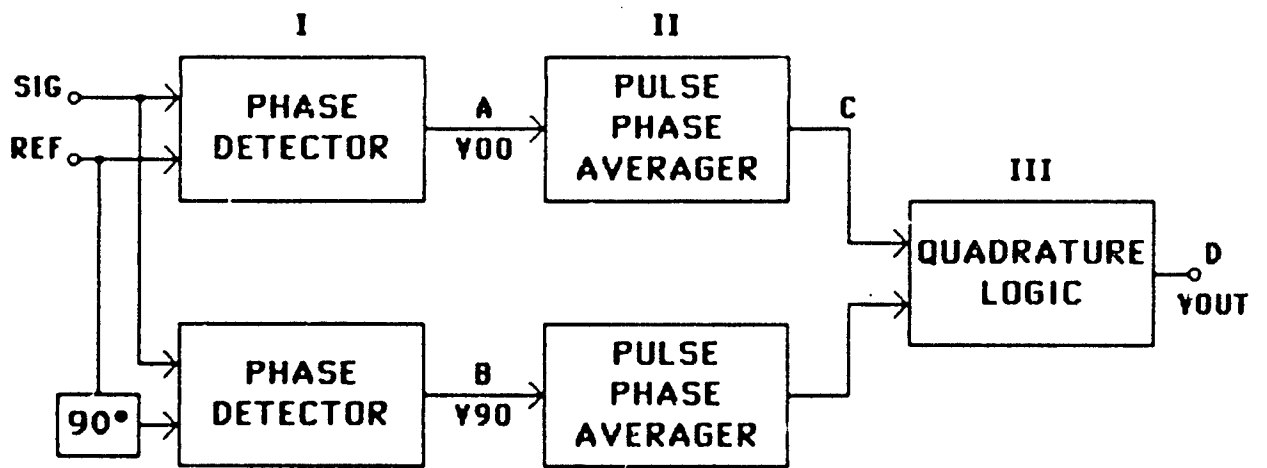 I
II
SIG
REF
PHASE
DETECTOR
A
V00
PULSE
PHASE
AVERAGER
C
III
QUADRATURE
LOGIC
D
VOUT
90°
PHASE
DETECTOR
B
V90
PULSE
PHASE
AVERAGER